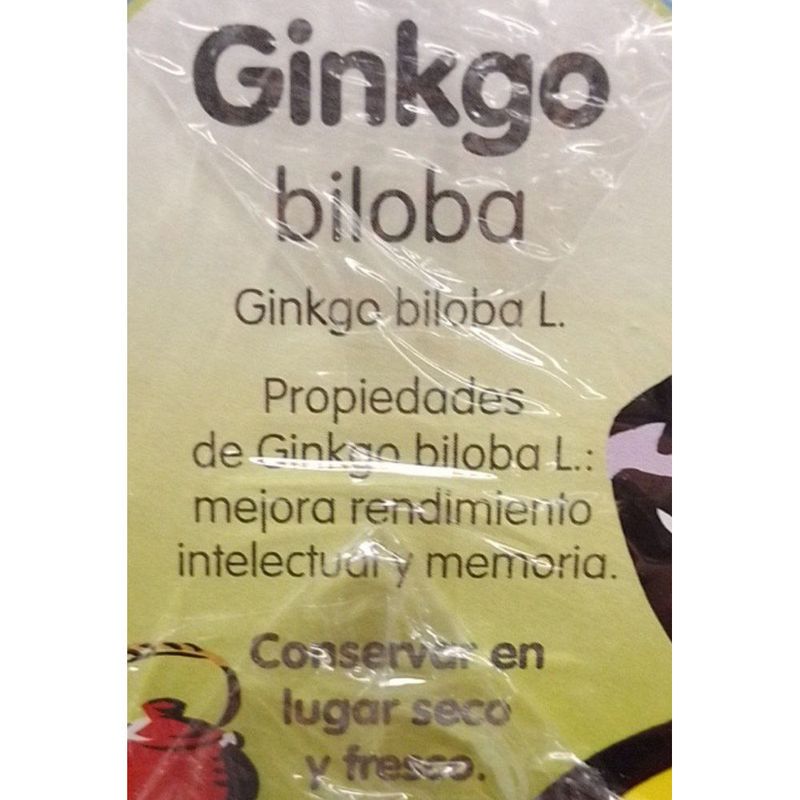 Ginkgo
biloba
Ginkgo biloba L.
Propiedades
de Ginkgo biloba L.:
mejora rendimiento
intelectual y memoria.
Conservar en
lugar seco
y fresco.